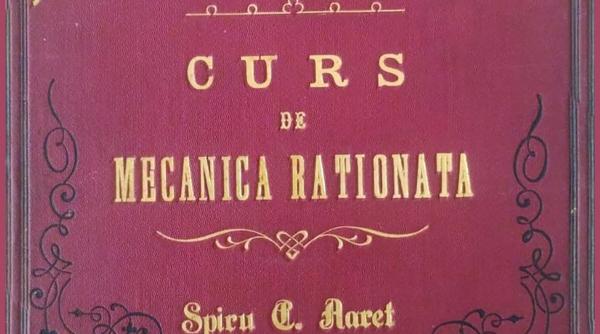 CURS
DE
MECANICA RATIONATA
Spiru C. Haret